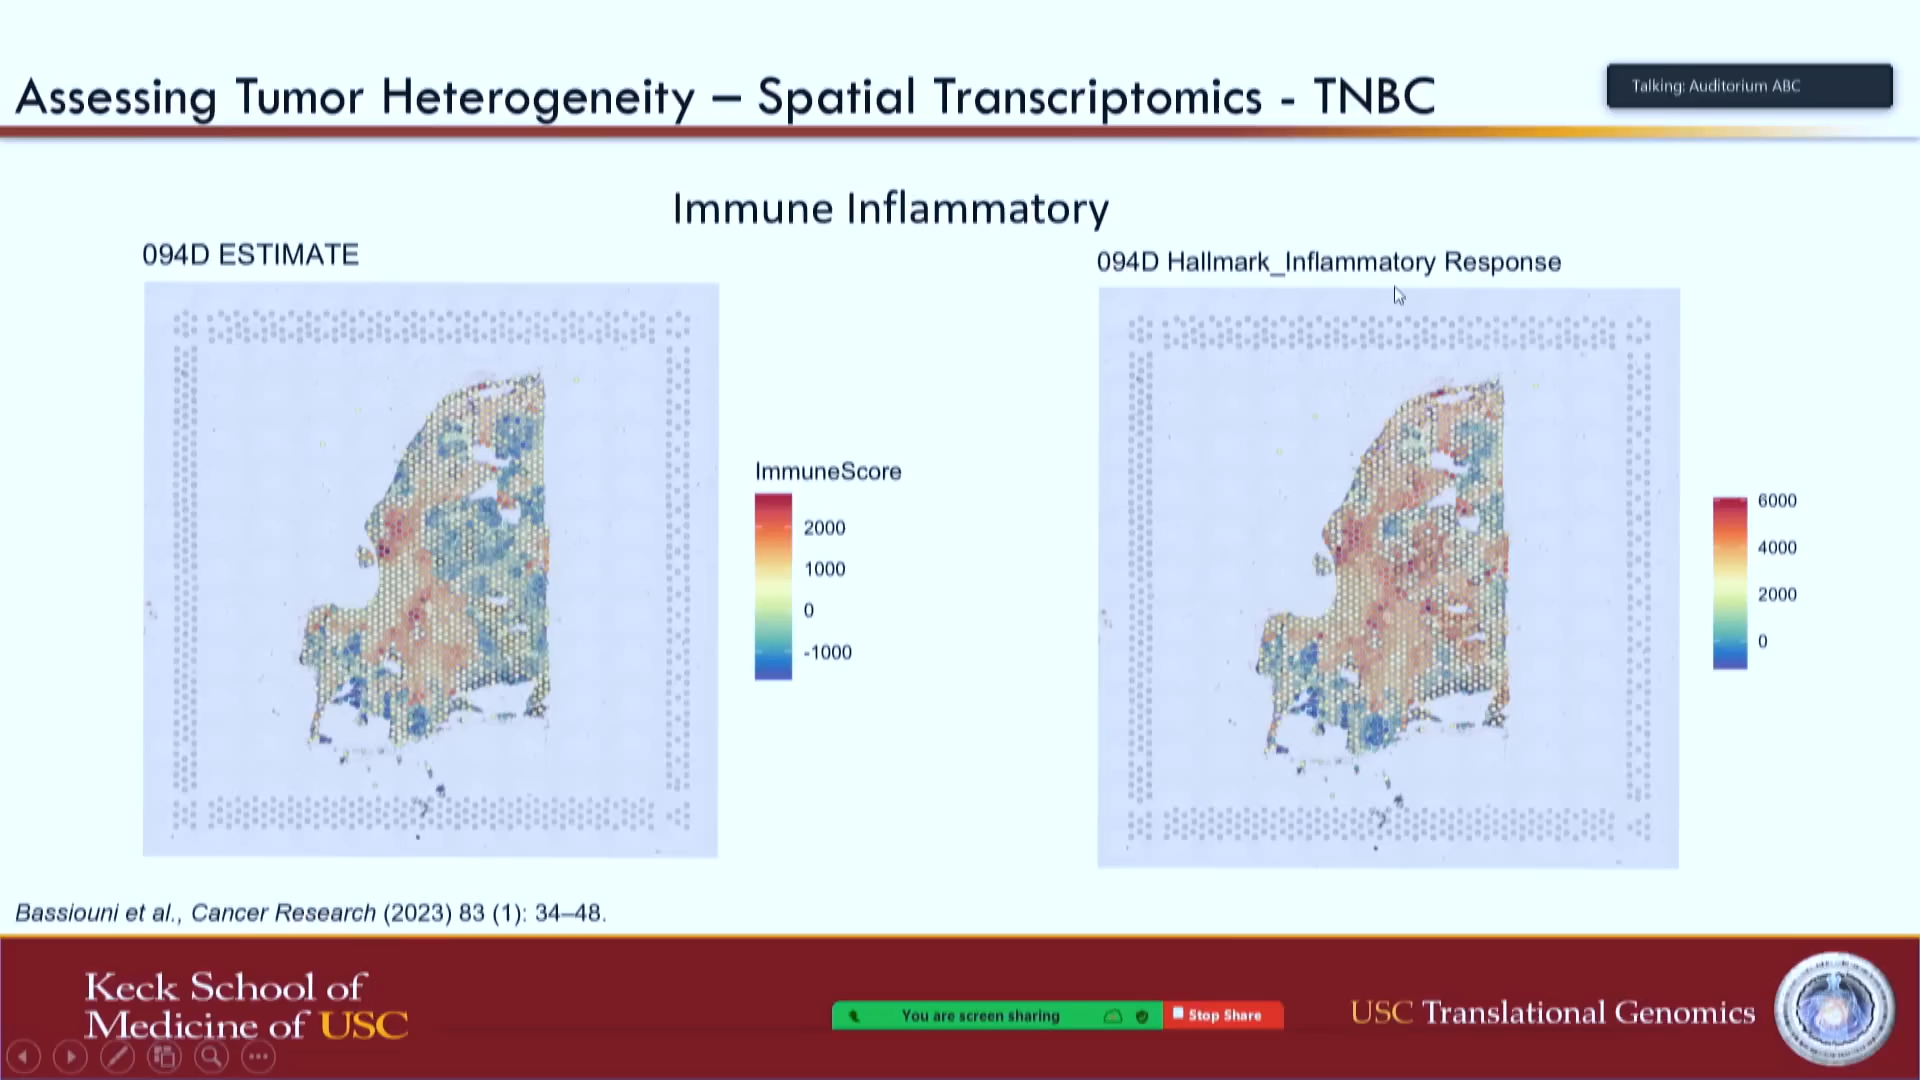 Assessing Tumor Heterogeneity – Spatial Transcriptomics - TNBC
Talking: Auditorium ABC
Immune Inflammatory
094D ESTIMATE
094D Hallmark_Inflammatory Response
ImmuneScore
2000
1000
0
-1000
6000
4000
2000
0
Bassiouni et al., Cancer Research (2023) 83 (1): 34–48.
Keck School of
Medicine of USC
You are screen sharing
Stop Share
USC Translational Genomics